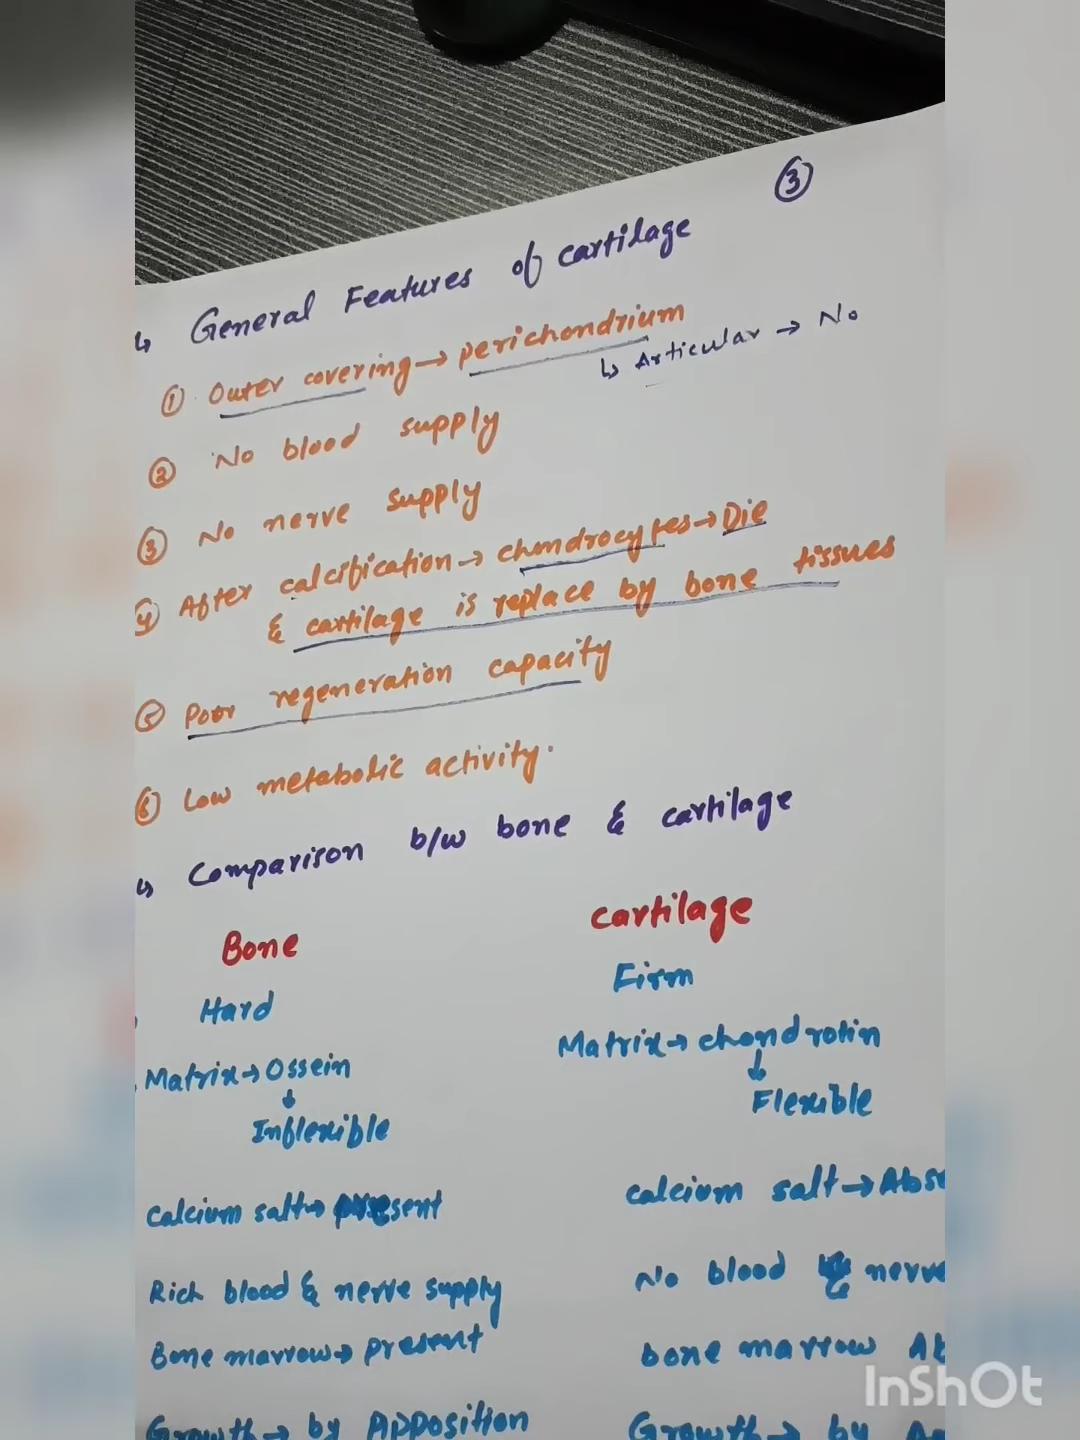 ③
↳ General Features of cartilage
① Outer covering → perichondrium
↳ Articular → No
② No blood supply
③ No nerve supply
④ After calcification → chondrocytes → Die
& cartilage is replace by bone tissues
⑤ Poor regeneration capacity
⑥ Low metabolic activity.
↳ Comparison b/w bone & cartilage
Bone cartilage
Hard Firm
Matrix → Ossein Matrix → chondrotin
↓ ↓
Inflexible Flexible
calcium salt → present calcium salt →
Rich blood & nerve supply No blood & nerve
Bone marrow → present bone marrow
Growth → by Apposition Growth → by
InShOt